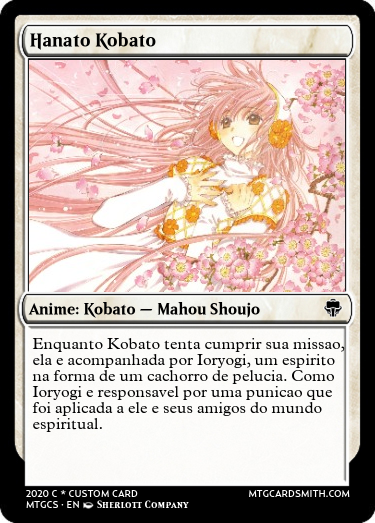 Hanato Kobato
Anime: Kobato — Mahou Shoujo
Enquanto Kobato tenta cumprir sua missao,
ela e acompanhada por Ioryogi, um espirito
na forma de um cachorro de pelucia. Como
Ioryogi e responsavel por uma punicao que
foi aplicada a ele e seus amigos do mundo
espiritual.
2020 C * CUSTOM CARD
MTGCARDSMITH.COM
MTGCS · EN Sherlott Company